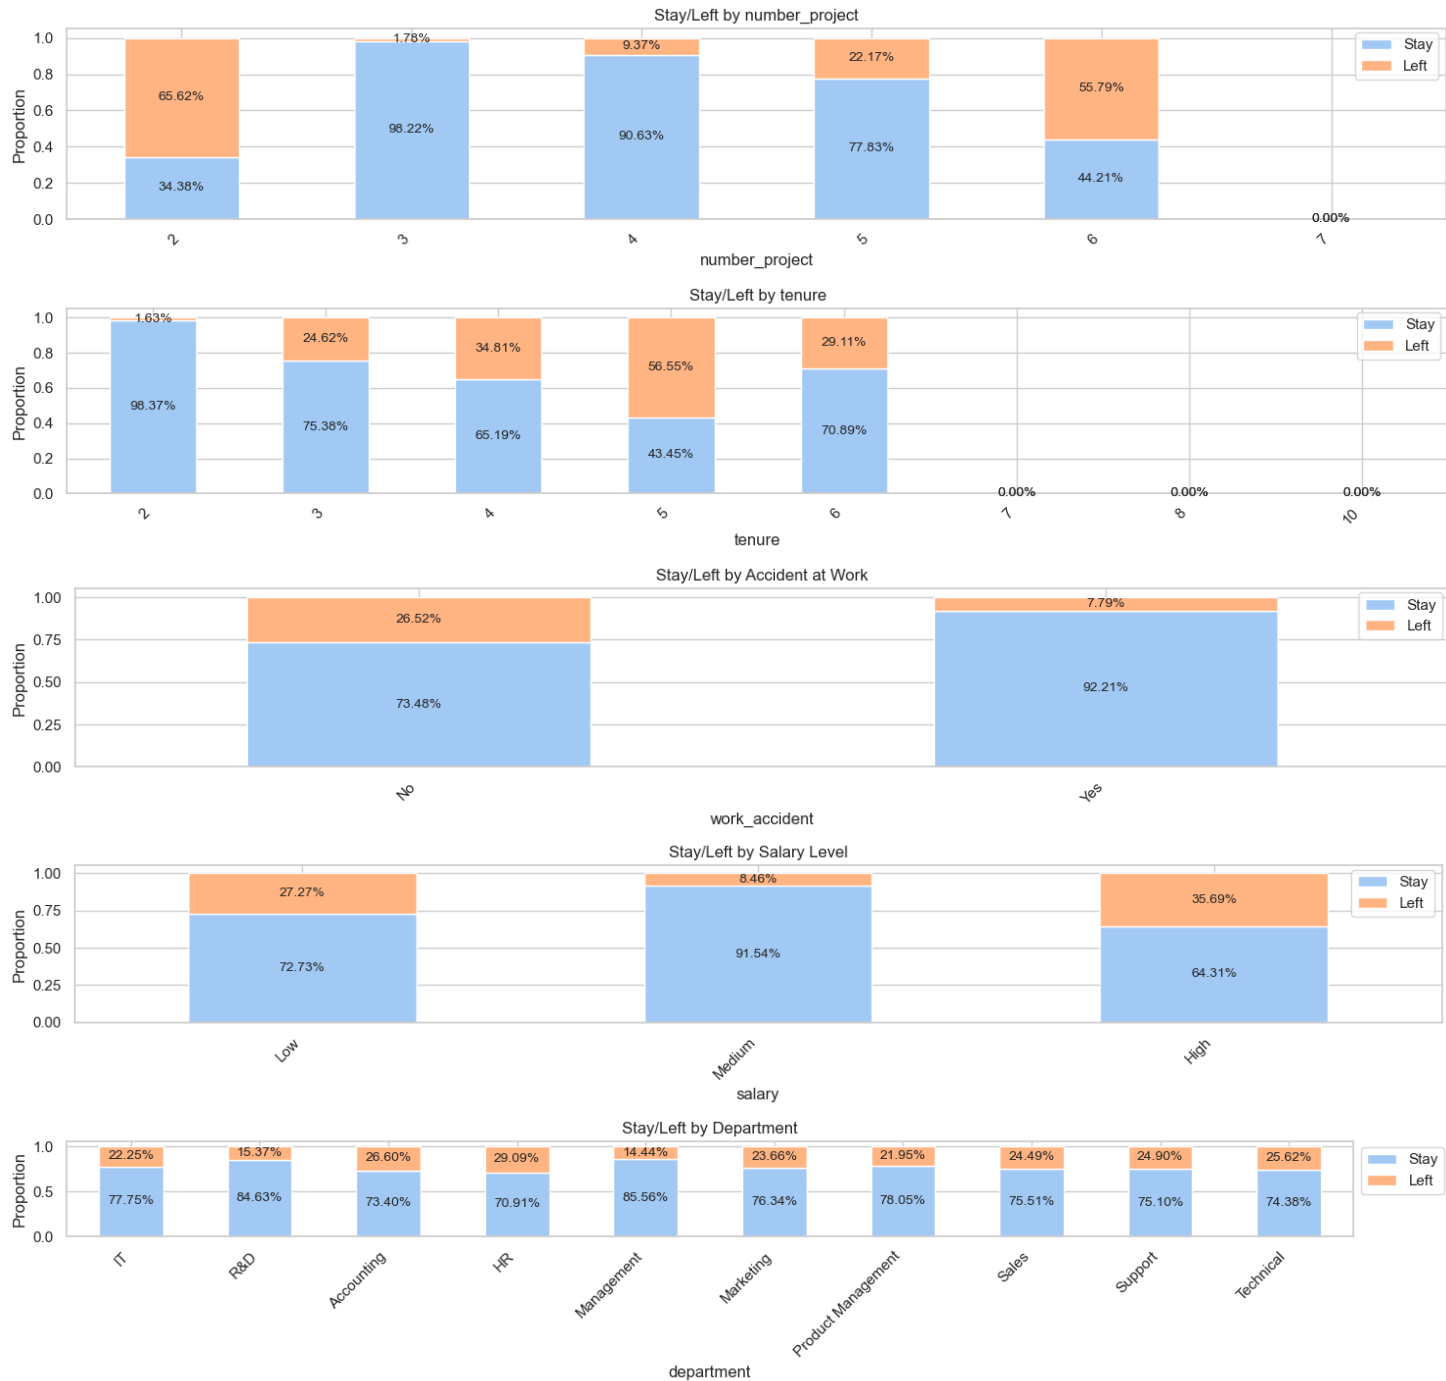 Stay/Left by number_project
Proportion
1.0
0.8
0.6
0.4
0.2
0.0
65.62%
34.38%
1.78%
98.22%
9.37%
90.63%
22.17%
77.83%
55.79%
44.21%
0.00%
Stay
Left
2
3
4
5
6
7
number_project
Stay/Left by tenure
Proportion
1.0
0.8
0.6
0.4
0.2
0.0
1.63%
98.37%
24.62%
75.38%
34.81%
65.19%
56.55%
43.45%
29.11%
70.89%
0.00%
0.00%
0.00%
Stay
Left
2
3
4
5
6
7
8
10
tenure
Stay/Left by Accident at Work
Proportion
1.00
0.75
0.50
0.25
0.00
26.52%
73.48%
7.79%
92.21%
Stay
Left
No
Yes
work_accident
Stay/Left by Salary Level
Proportion
1.00
0.75
0.50
0.25
0.00
27.27%
72.73%
8.46%
91.54%
35.69%
64.31%
Stay
Left
Low
Medium
High
salary
Stay/Left by Department
Proportion
1.0
0.5
0.0
22.25%
77.75%
15.37%
84.63%
26.60%
73.40%
29.09%
70.91%
14.44%
85.56%
23.66%
76.34%
21.95%
78.05%
24.49%
75.51%
24.90%
75.10%
25.62%
74.38%
Stay
Left
IT
R&D
Accounting
HR
Management
Marketing
Product Management
Sales
Support
Technical
department